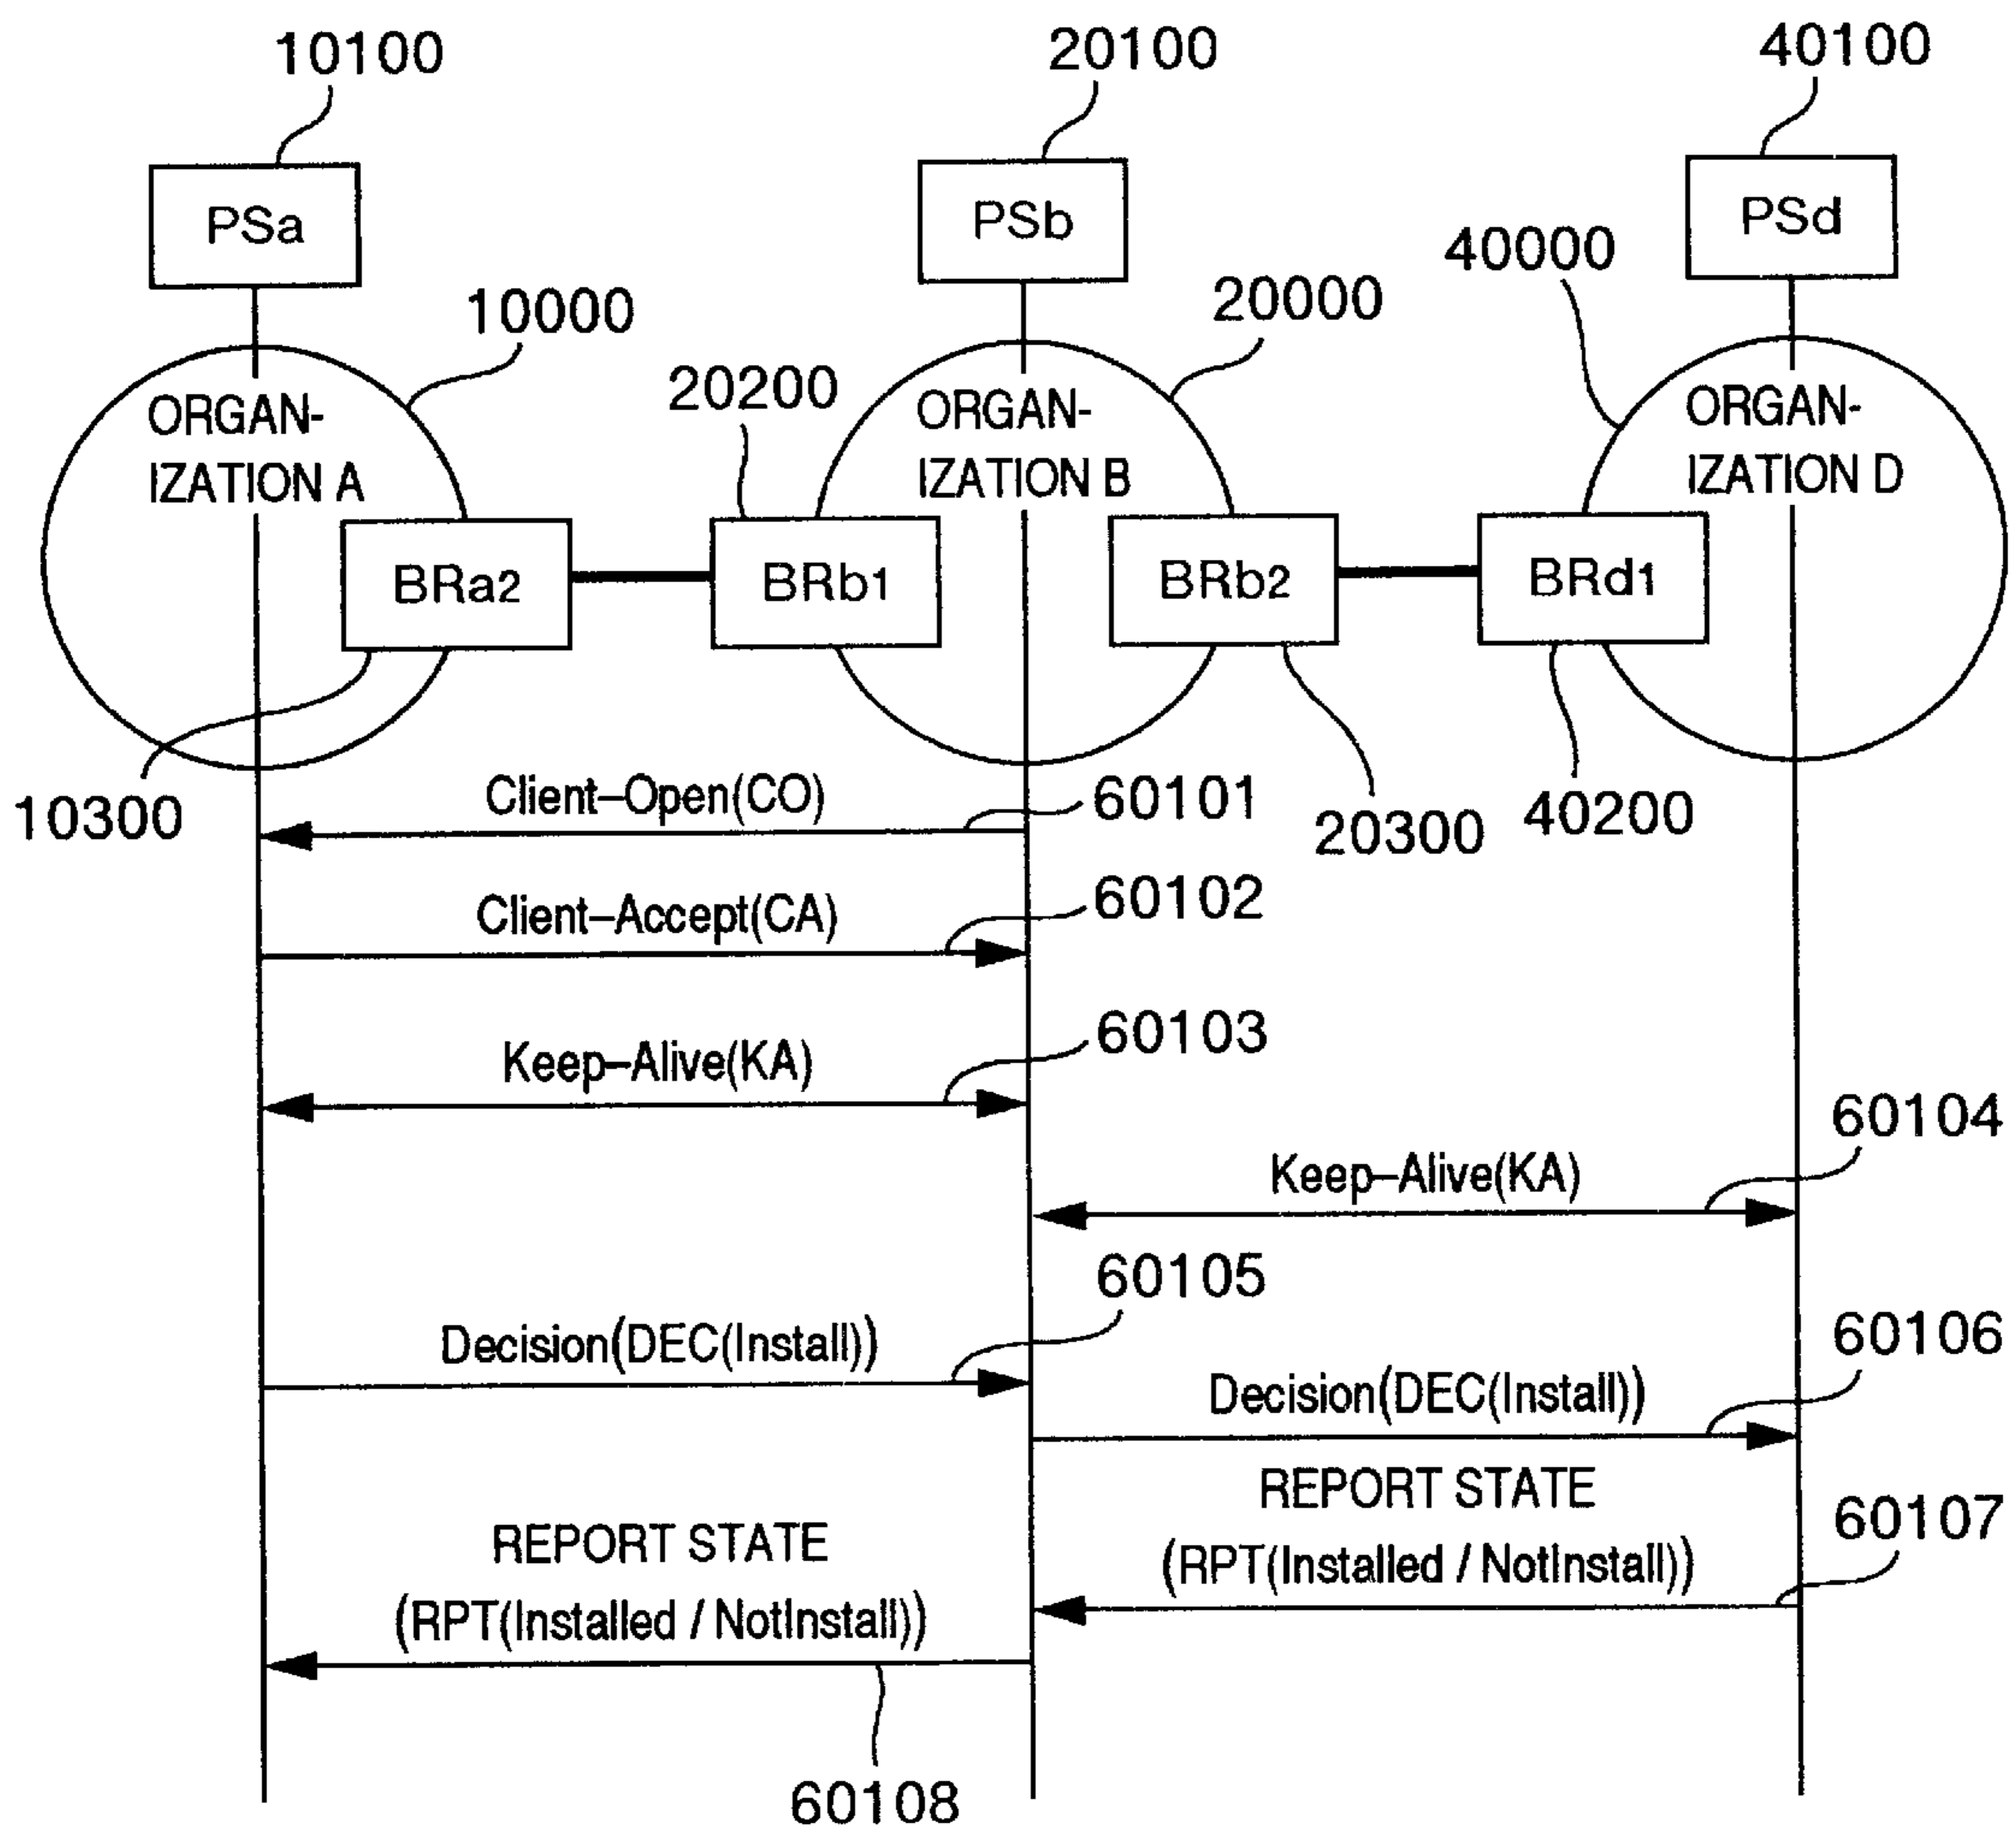 10100
20100
40100
PSa
PSb
PSd
10000
20000
40000
20200
ORGAN-
IZATION A
ORGAN-
IZATION B
ORGAN-
IZATION D
BRa2
BRb1
BRb2
BRd1
10300
20300
40200
Client–Open(CO)
60101
Client–Accept(CA)
60102
Keep–Alive(KA)
60103
Keep–Alive(KA)
60104
Decision(DEC(Install))
60105
Decision(DEC(Install))
60106
REPORT STATE
(RPT(Installed / NotInstall))
60107
REPORT STATE
(RPT(Installed / NotInstall))
60108